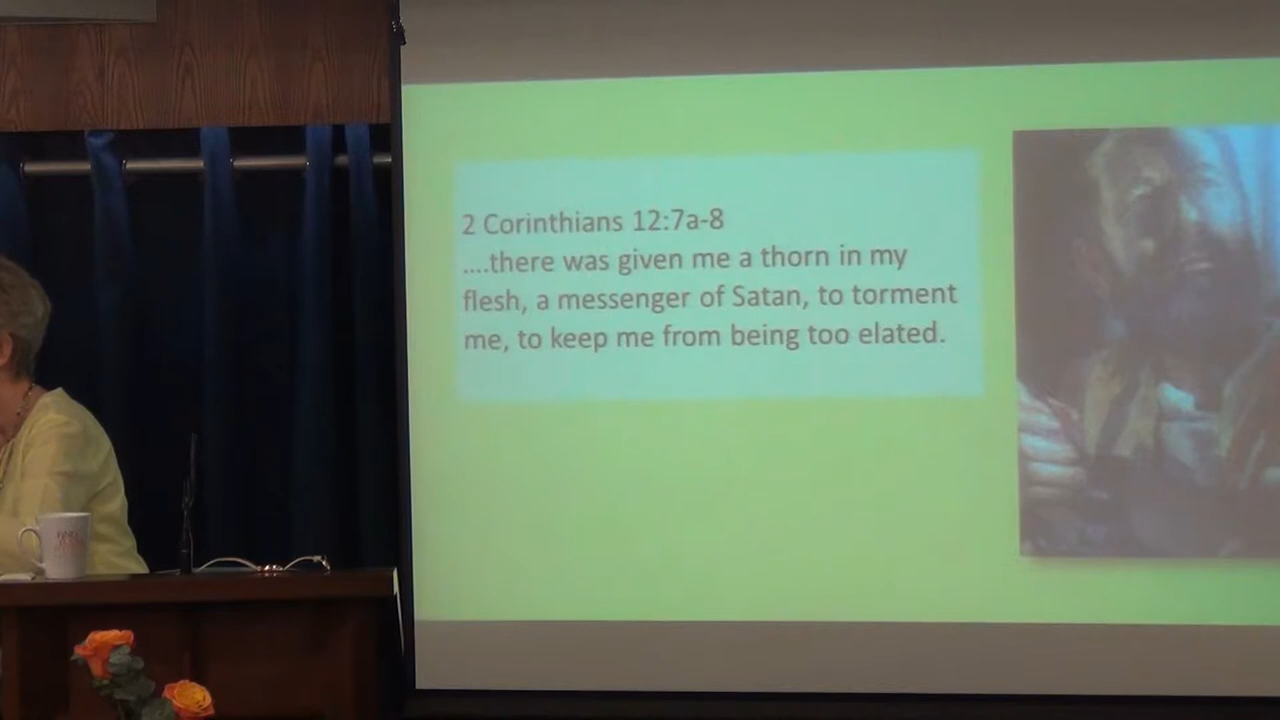 2 Corinthians 12:7a-8
....there was given me a thorn in my
flesh, a messenger of Satan, to torment
me, to keep me from being too elated.